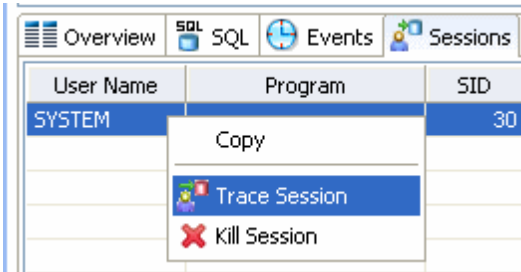 Overview SQL SQL Events Sessions
User Name Program SID
SYSTEM 30
Copy
Trace Session
Kill Session